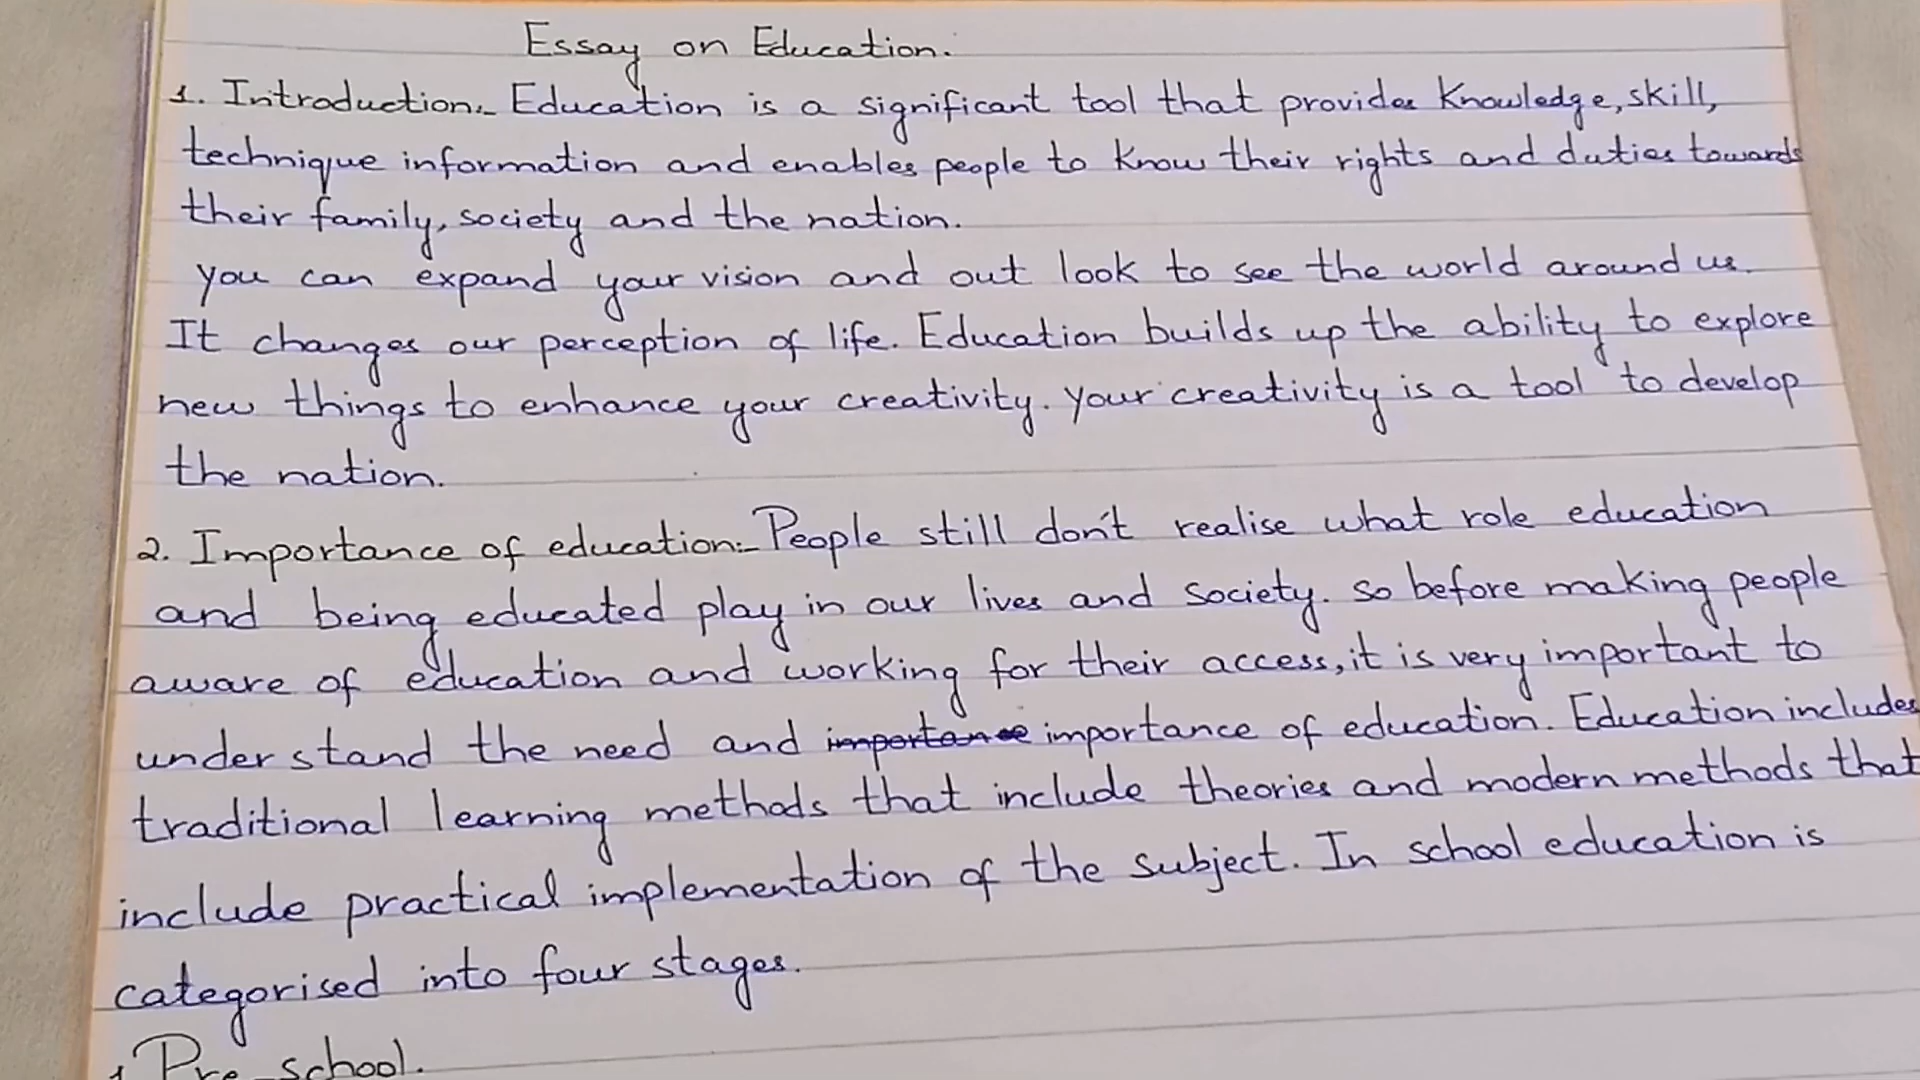 Essay on Education.
1. Introduction:- Education is a significant tool that provides knowledge, skill,
technique information and enables people to know their rights and duties towards
their family, society and the nation.
you can expand your vision and out look to see the world around us.
It changes our perception of life. Education builds up the ability to explore
new things to enhance your creativity. your creativity is a tool to develop
the nation.
2. Importance of education:- People still don't realise what role education
and being educated play in our lives and society. so before making people
aware of education and working for their access, it is very important to
under stand the need and importance importance of education. Education includes
traditional learning methods that include theories and modern methods that
include practical implementation of the subject. In school education is
categorised into four stages.
1 Pre-school.